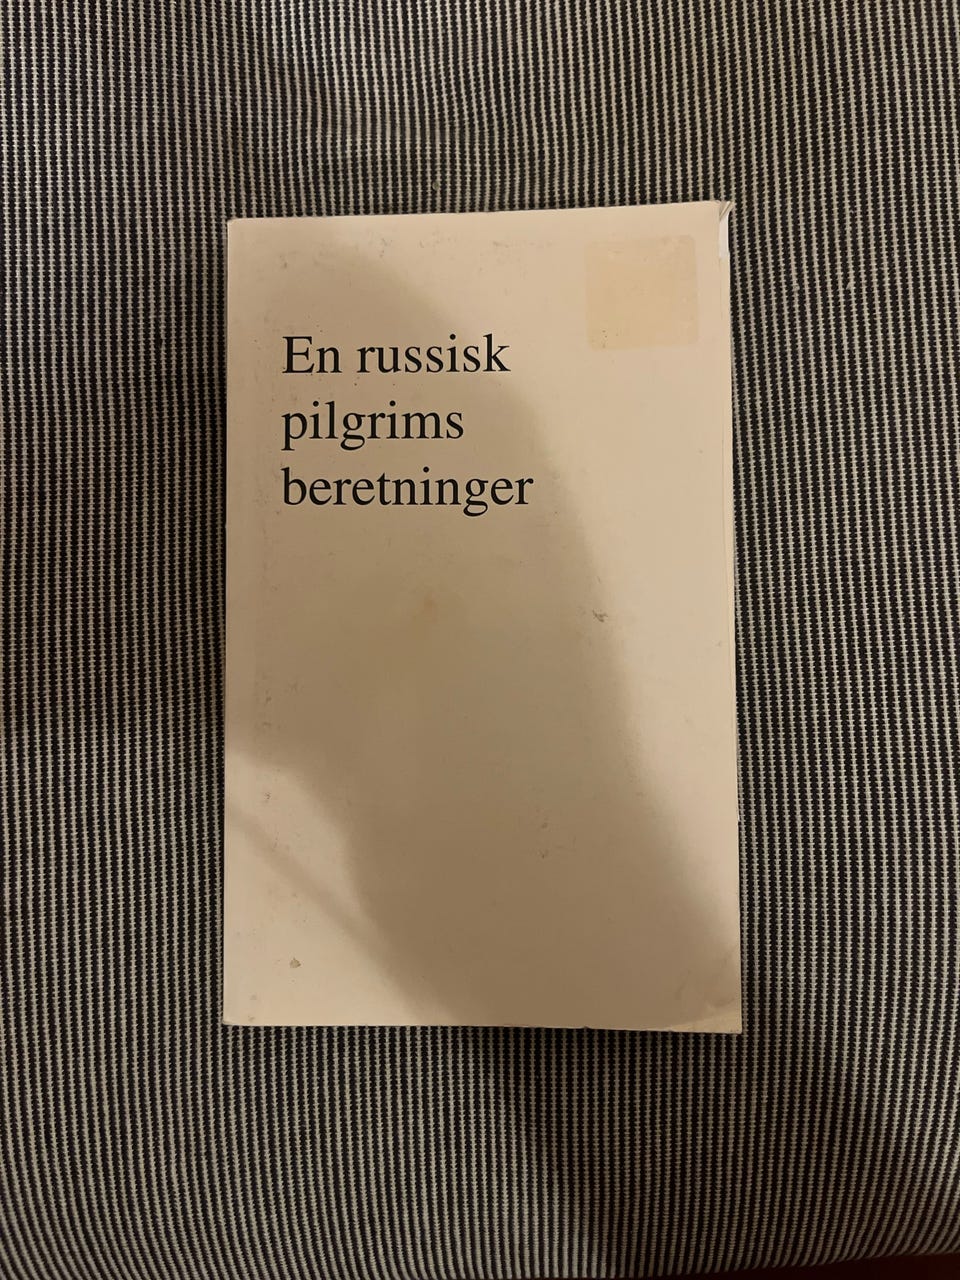 En russisk
pilgrims
beretninger